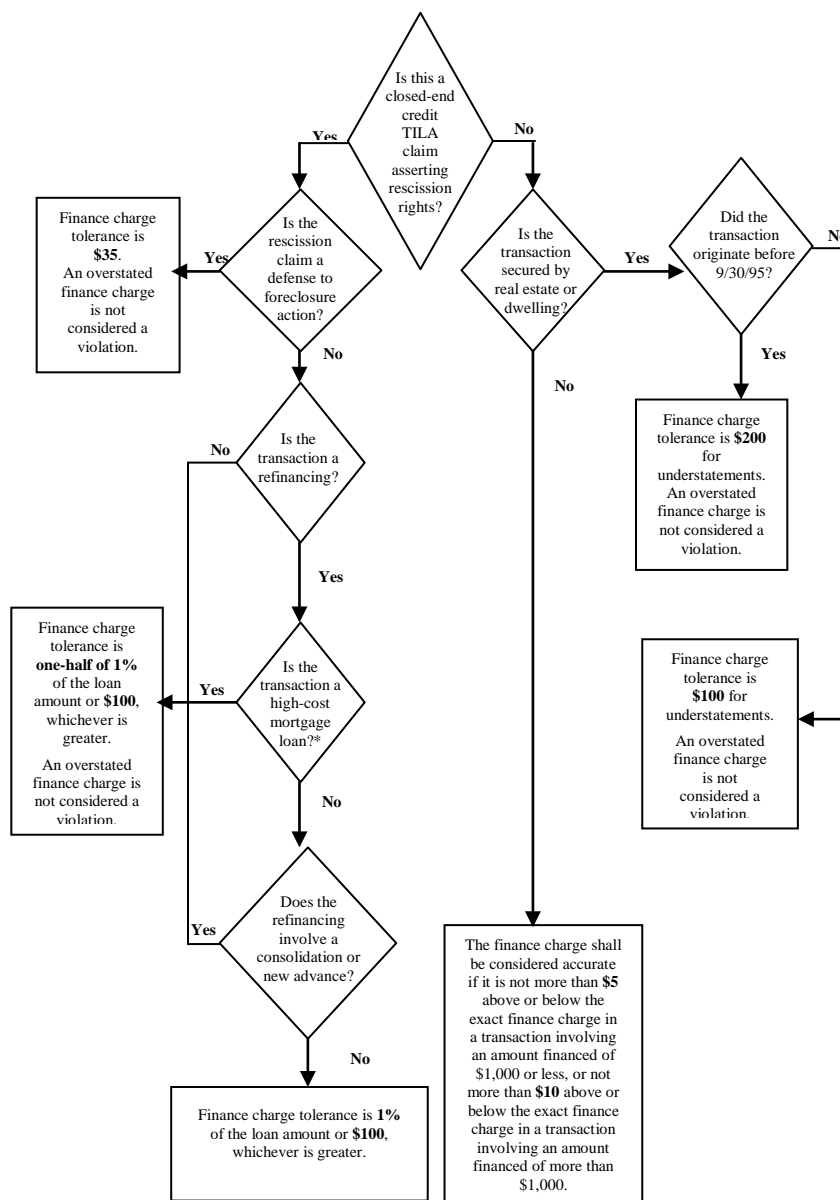 Is this a
closed-end
credit
TILA
claim
asserting
rescission
rights?
Yes
No
Is the
rescission
claim a
defense to
foreclosure
action?
Yes
Finance charge
tolerance is
$35.
An overstated
finance charge
is not
considered a
violation.
No
Is the
transaction
secured by
real estate or
dwelling?
Yes
Did the
transaction
originate before
9/30/95?
Yes
Finance charge
tolerance is $200
for
understatements.
An overstated
finance charge is
not considered a
violation.
No
Is the
transaction a
refinancing?
No
Yes
Is the
transaction a
high-cost
mortgage
loan?*
Yes
Finance charge
tolerance is
one-half of 1%
of the loan
amount or $100,
whichever is
greater.
An overstated
finance charge is
not considered a
violation.
Finance charge
tolerance is
$100 for
understatements.
An overstated
finance charge
is not
considered a
violation.
No
Does the
refinancing
involve a
consolidation or
new advance?
Yes
No
Finance charge tolerance is 1%
of the loan amount or $100,
whichever is greater.
The finance charge shall
be considered accurate
if it is not more than $5
above or below the
exact finance charge in
a transaction involving
an amount financed of
$1,000 or less, or not
more than $10 above or
below the exact finance
charge in a transaction
involving an amount
financed of more than
$1,000.